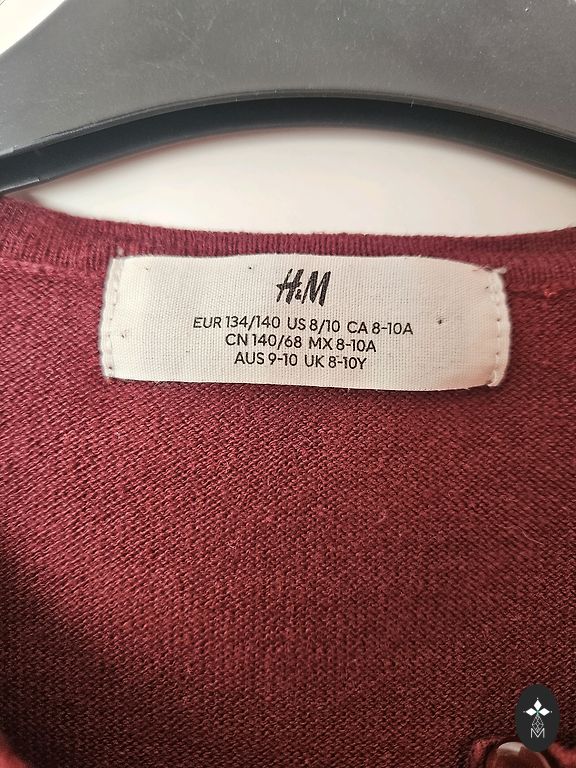 H&M
EUR 134/140 US 8/10 CA 8-10A
CN 140/68 MX 8-10A
AUS 9-10 UK 8-10Y
M